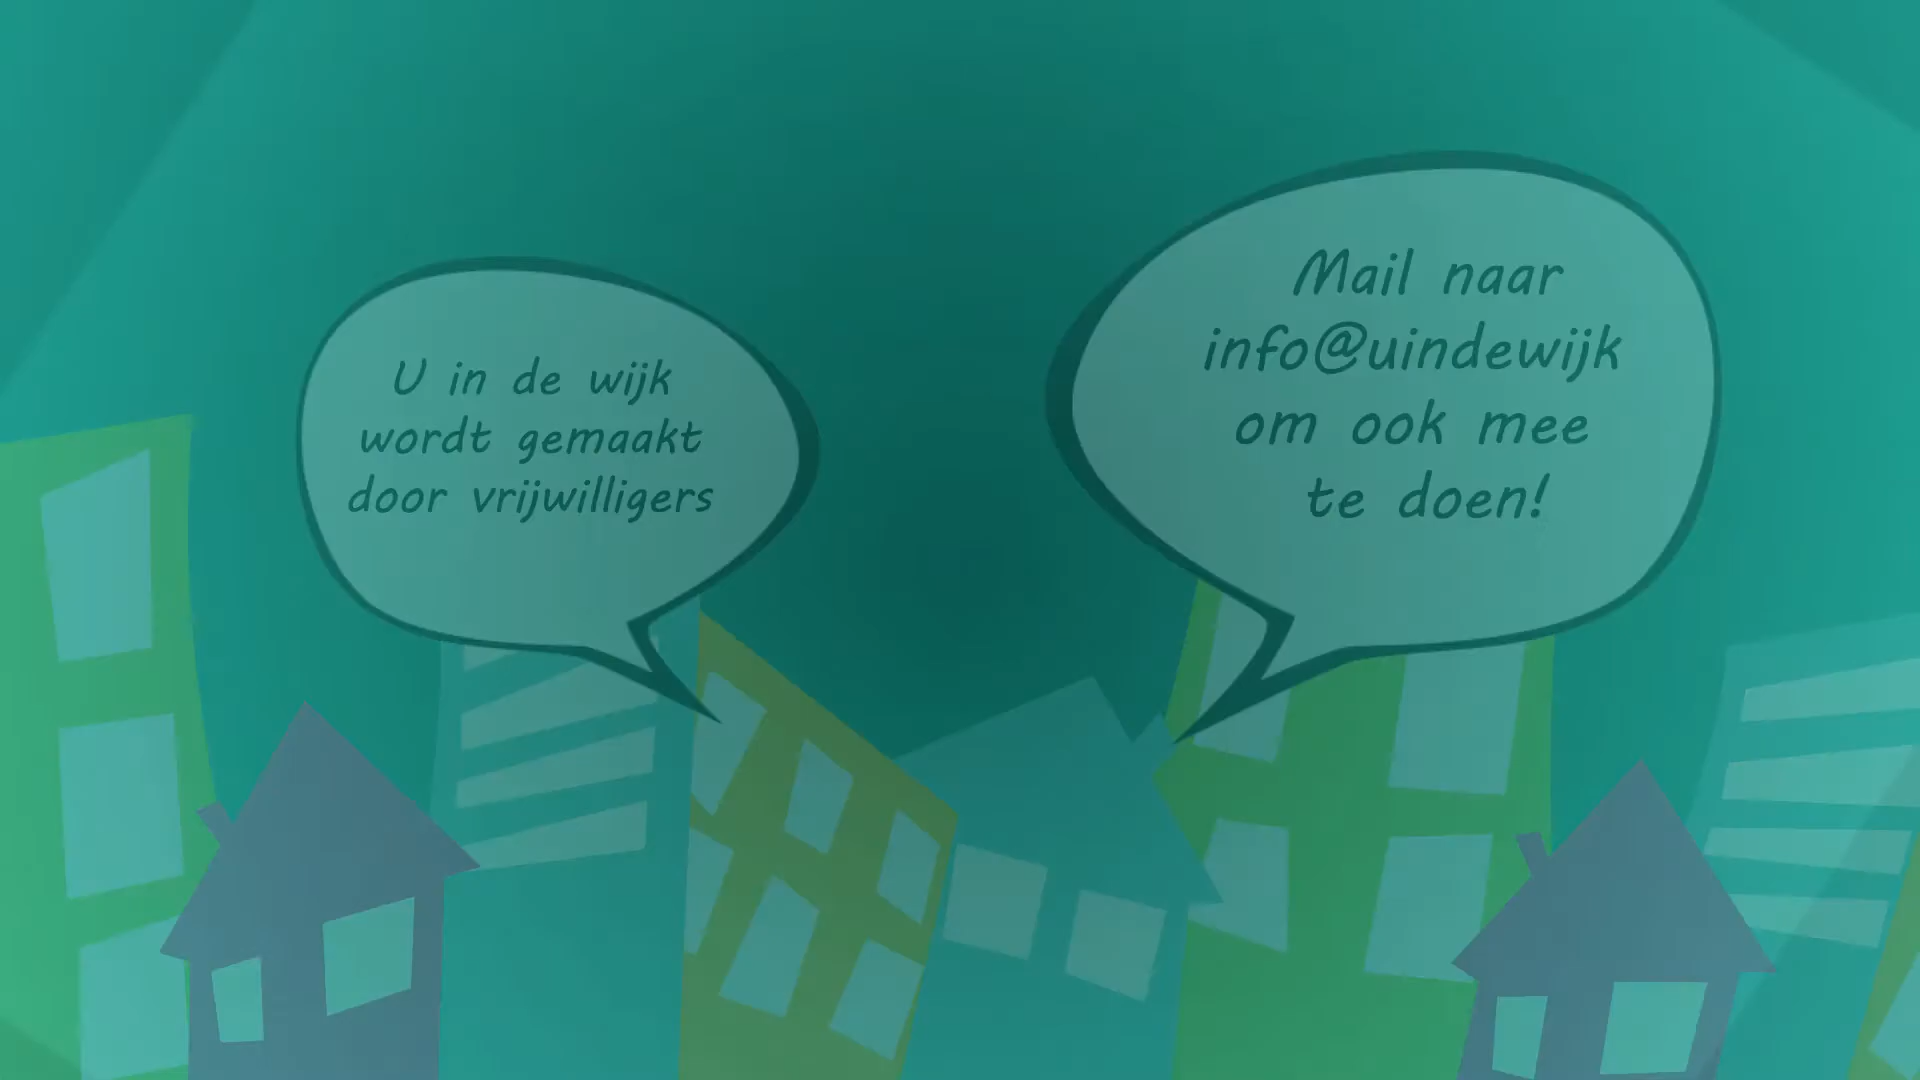 U in de wijk
wordt gemaakt
door vrijwilligers
Mail naar
info@uindewijk
om ook mee
te doen!